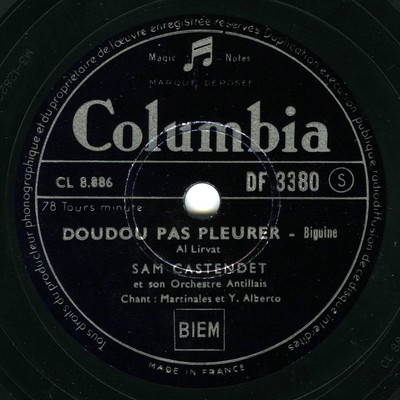 Tous droits du producteur phonographique et du propriétaire de l'œuvre enregistrée réservés Duplication exécution publique radiodiffusion de ce disque interdites
Magic Notes
MARQUE DÉPOSÉE
Columbia
CL 8.886
DF 3380 S
78 Tours minute
DOUDOU PAS PLEURER - Biguine
Al Lirvat
SAM CASTENDET
et son Orchestre Antillais
Chant : Martinales et Y. Alberto
BIEM
MADE IN FRANCE